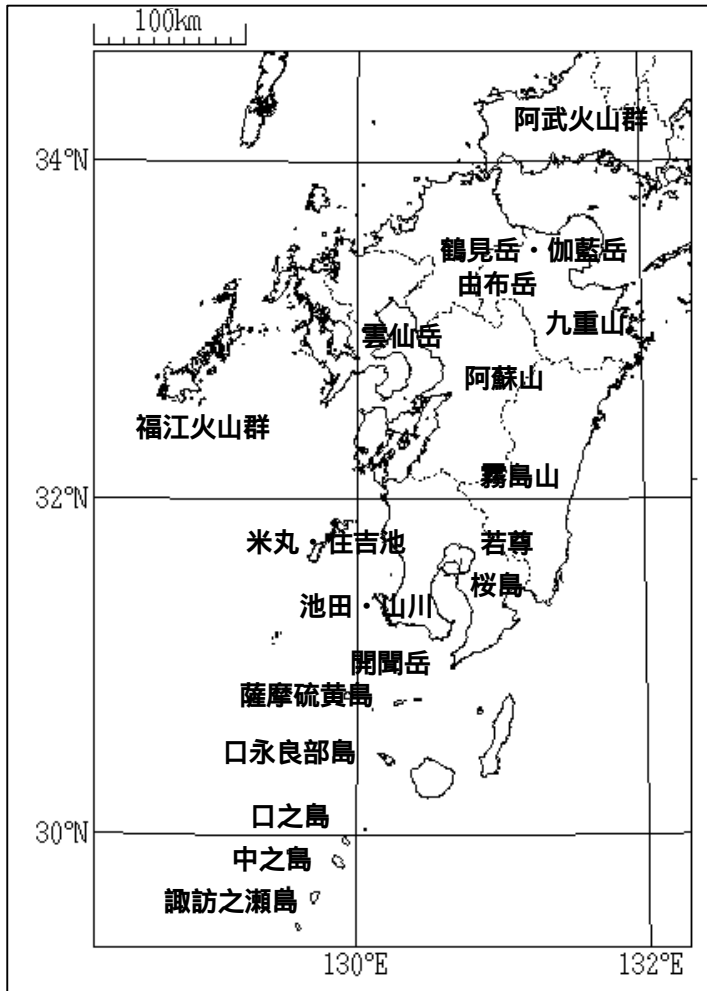 100km
阿武火山群
34°N
鶴見岳・伽藍岳
由布岳
九重山
雲仙岳
阿蘇山
福江火山群
霧島山
32°N
米丸・住吉池
若尊
桜島
池田・山川
開聞岳
薩摩硫黄島
口永良部島
口之島
30°N
中之島
諏訪之瀬島
130°E
132°E